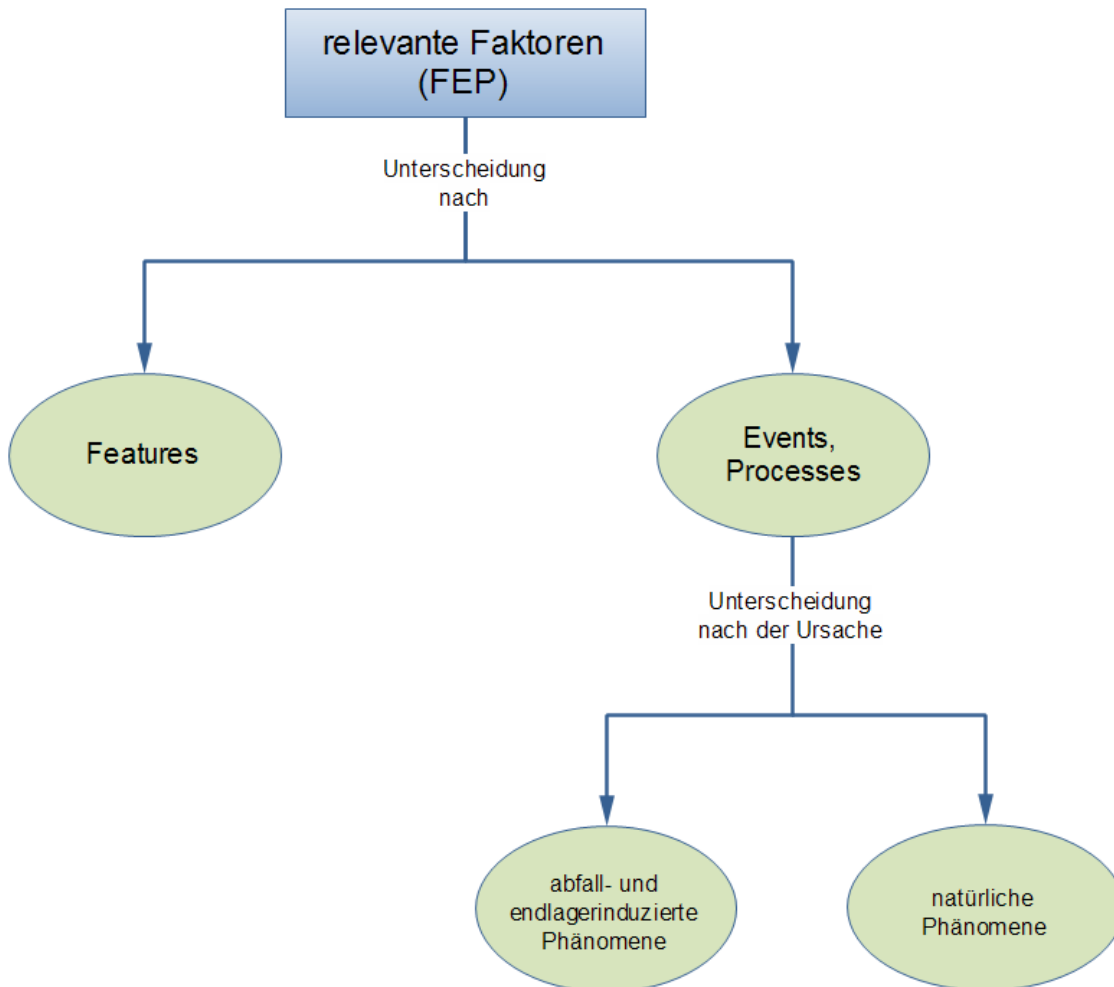 relevante Faktoren
(FEP)
Unterscheidung
nach
Features
Events,
Processes
Unterscheidung
nach der Ursache
abfall- und
endlagerinduzierte
Phänomene
natürliche
Phänomene